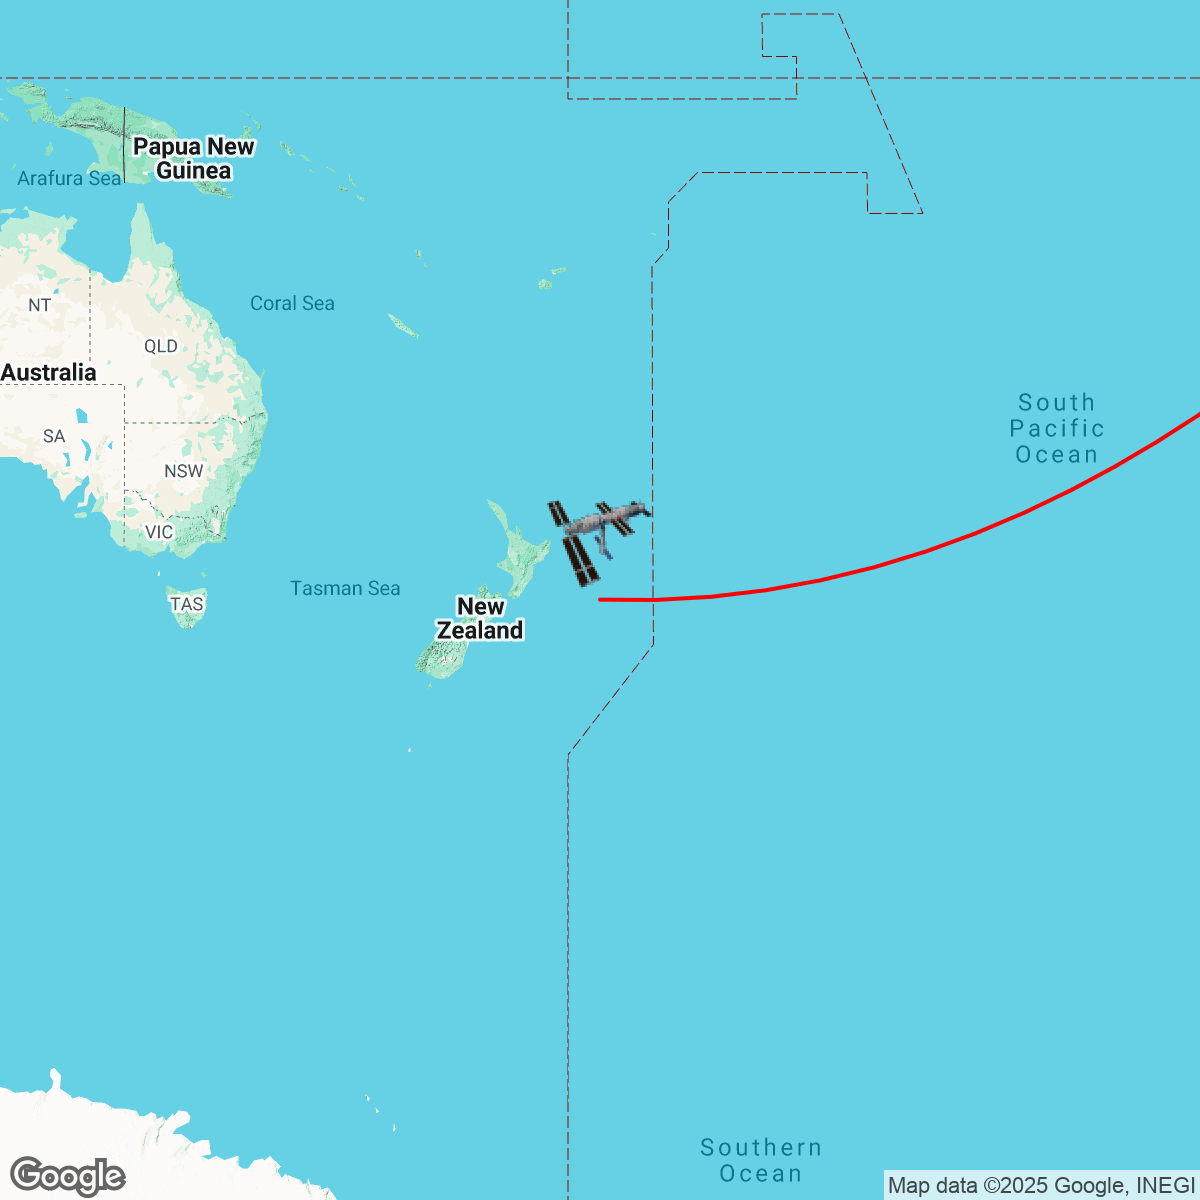 Papua New
Guinea
Arafura Sea
Coral Sea
NT
QLD
Australia
South
Pacific
Ocean
SA
NSW
VIC
Tasman Sea
TAS
New
Zealand
Southern
Ocean
Google
Map data ©2025 Google, INEGI